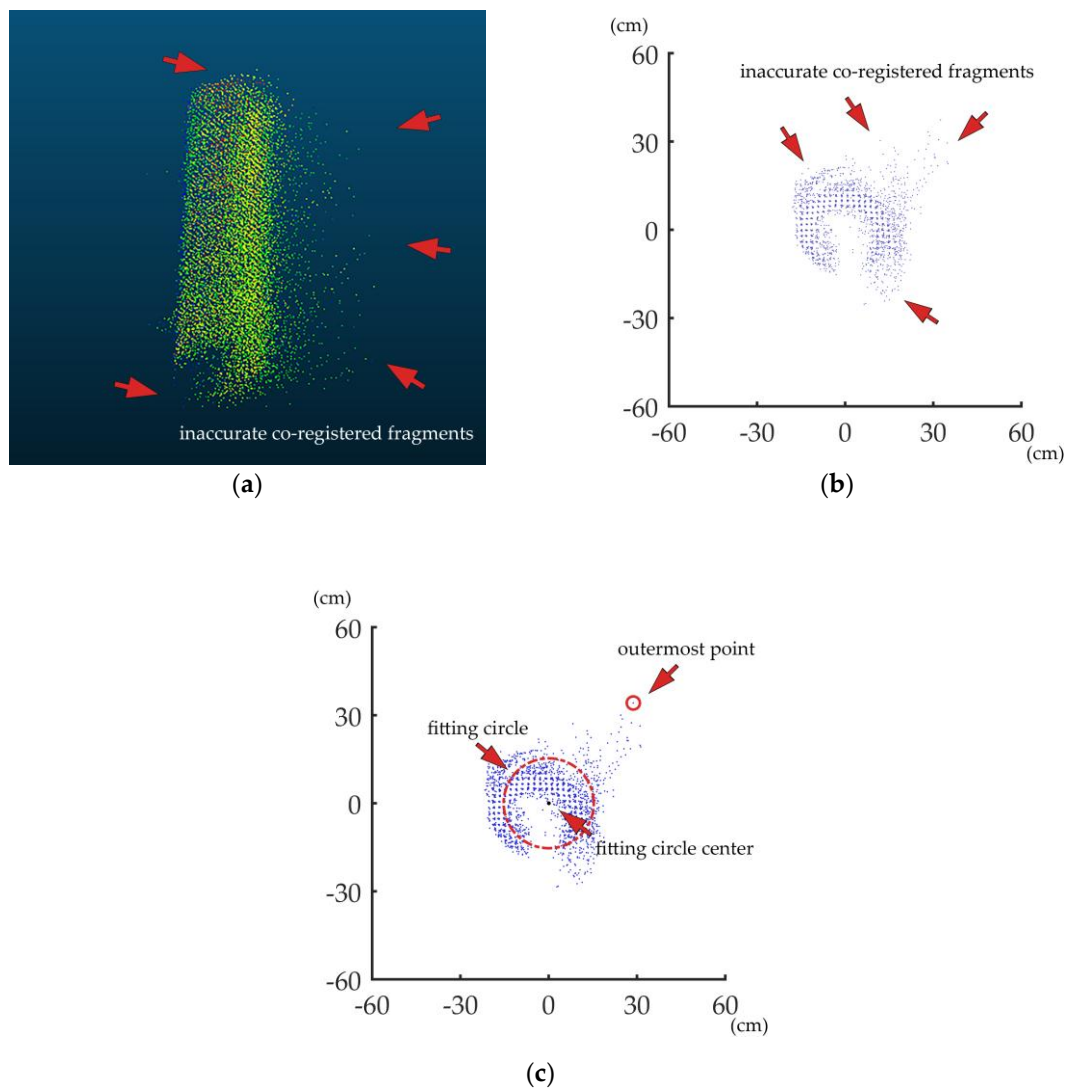 inaccurate co-registered fragments
(a)
(cm)
60
inaccurate co-registered fragments
30
0
-30
-60
-60 -30 0 30 60
(cm)
(b)
(cm)
60
outermost point
30
fitting circle
0
fitting circle center
-30
-60
-60 -30 0 30 60
(cm)
(c)